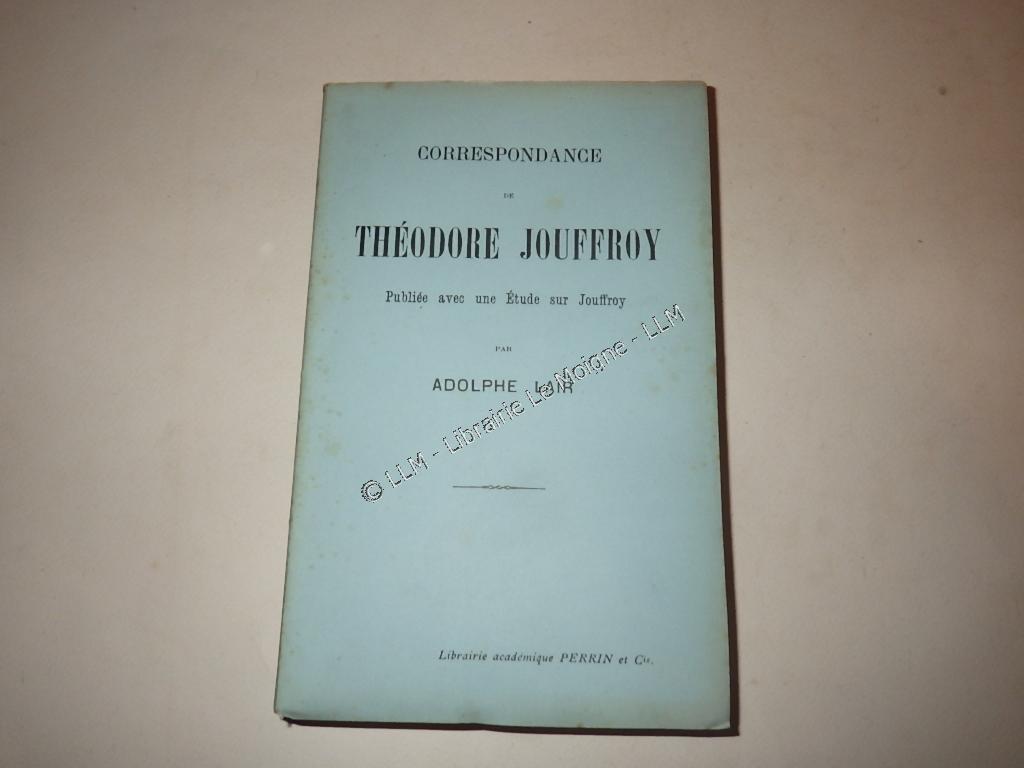 CORRESPONDANCE
DE
THÉODORE JOUFFROY
Publiée avec une Étude sur Jouffroy
PAR
ADOLPHE LAIR
© LLM - Librairie Le Moigne - LLM
Librairie académique PERRIN et Cie.